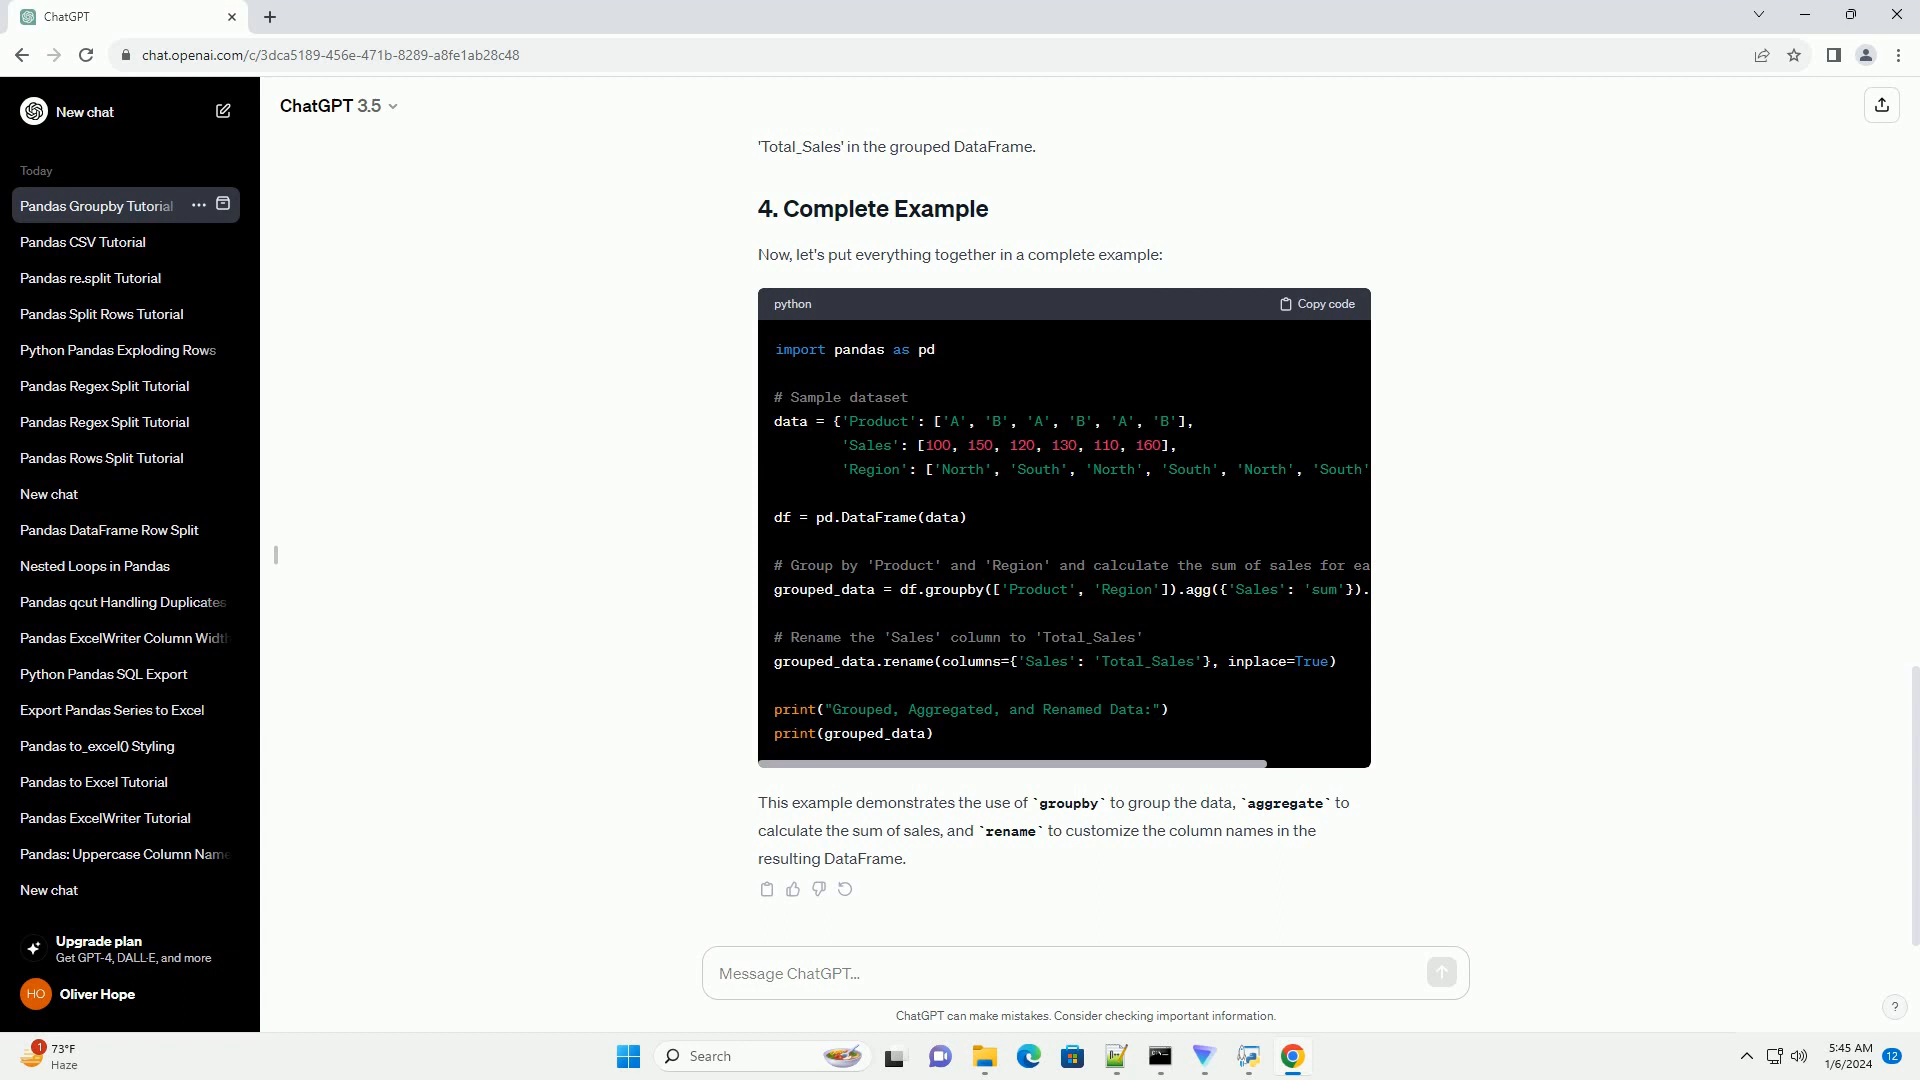 ChatGPT
chat.openai.com/c/3dca5189-456e-471b-8289-a8fe1ab28c48
New chat
Today
Pandas Groupby Tutorial
Pandas CSV Tutorial
Pandas re.split Tutorial
Pandas Split Rows Tutorial
Python Pandas Exploding Rows
Pandas Regex Split Tutorial
Pandas Regex Split Tutorial
Pandas Rows Split Tutorial
New chat
Pandas DataFrame Row Split
Nested Loops in Pandas
Pandas qcut Handling Duplicates
Pandas ExcelWriter Column Width
Python Pandas SQL Export
Export Pandas Series to Excel
Pandas to_excel() Styling
Pandas to Excel Tutorial
Pandas ExcelWriter Tutorial
Pandas: Uppercase Column Name
New chat
Upgrade plan
Get GPT-4, DALL·E, and more
HO
Oliver Hope
ChatGPT 3.5
'Total_Sales' in the grouped DataFrame.
4. Complete Example
Now, let's put everything together in a complete example:
python
Copy code
import pandas as pd
# Sample dataset
data = {'Product': ['A', 'B', 'A', 'B', 'A', 'B'],
'Sales': [100, 150, 120, 130, 110, 160],
'Region': ['North', 'South', 'North', 'South', 'North', 'South'
df = pd.DataFrame(data)
# Group by 'Product' and 'Region' and calculate the sum of sales for ea
grouped_data = df.groupby(['Product', 'Region']).agg({'Sales': 'sum'}).
# Rename the 'Sales' column to 'Total_Sales'
grouped_data.rename(columns={'Sales': 'Total_Sales'}, inplace=True)
print("Grouped, Aggregated, and Renamed Data:")
print(grouped_data)
This example demonstrates the use of `groupby` to group the data, `aggregate` to
calculate the sum of sales, and `rename` to customize the column names in the
resulting DataFrame.
Message ChatGPT...
ChatGPT can make mistakes. Consider checking important information.
?
1
73°F
Haze
Search
5:45 AM
1/6/2024
12